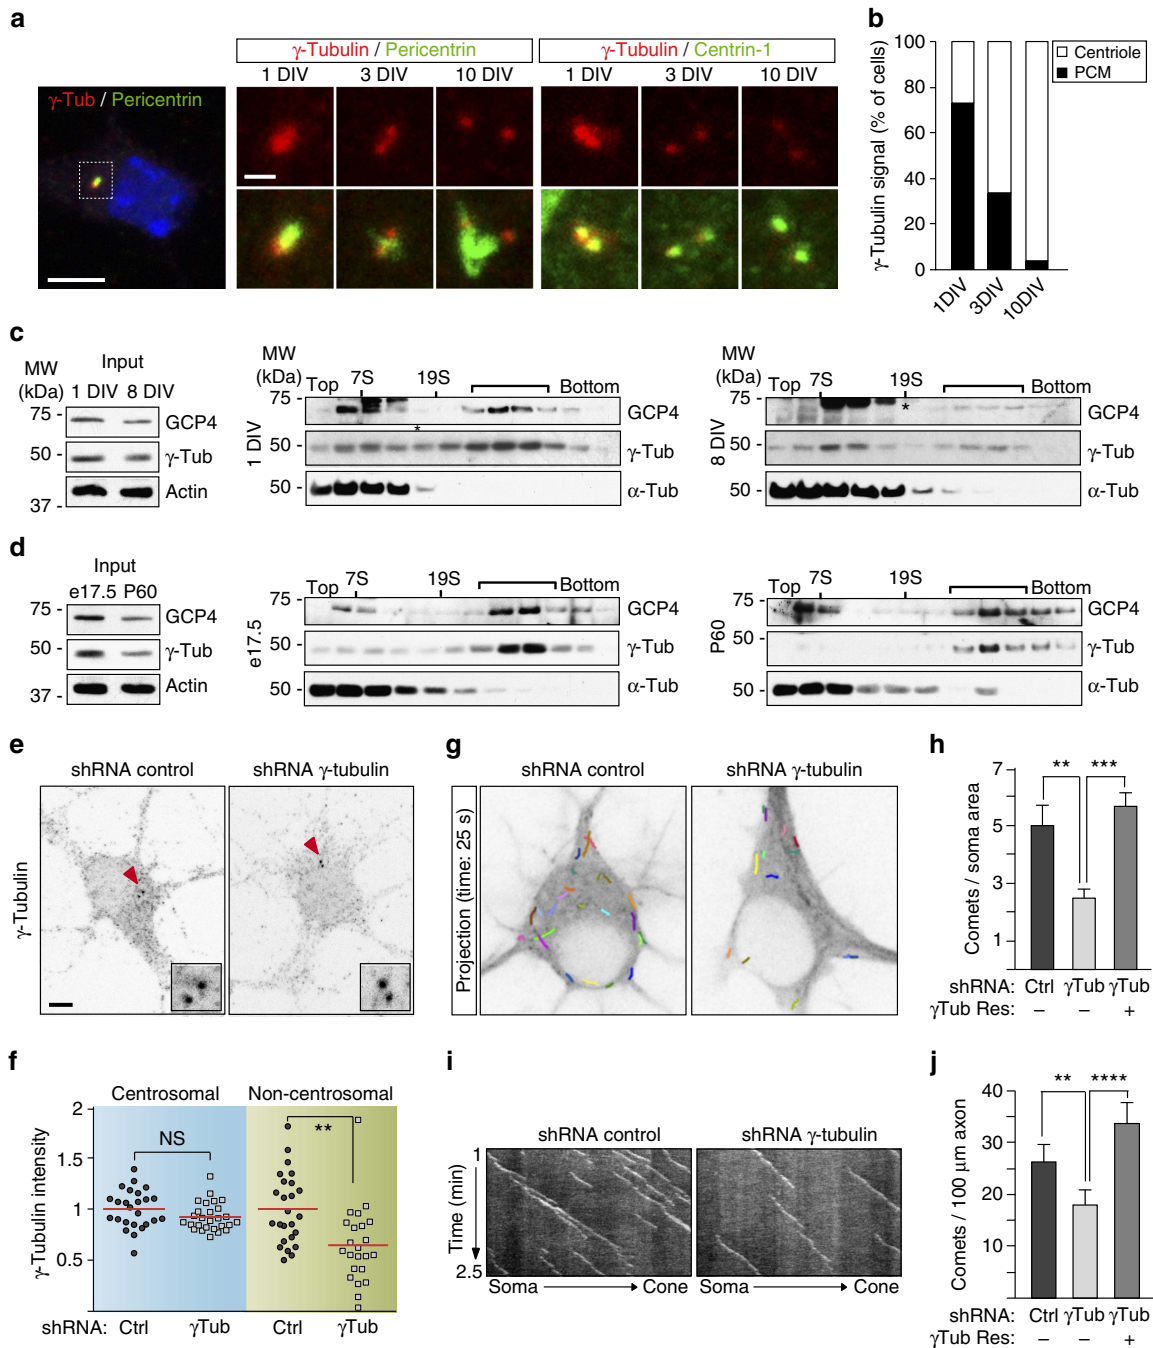 a
γ-Tubulin / Pericentrin
γ-Tubulin / Centrin-1
1 DIV 3 DIV 10 DIV 1 DIV 3 DIV 10 DIV
γ-Tub / Pericentrin
b
γ-Tubulin signal (% of cells)
100
80
60
40
20
0
1DIV 3DIV 10DIV
Centriole
PCM
c
Input
MW (kDa)
1 DIV 8 DIV
75 - GCP4
50 - γ-Tub
37 - Actin
MW (kDa)
Top 7S 19S Bottom
1 DIV
75 - * GCP4
50 - γ-Tub
50 - α-Tub
MW (kDa)
Top 7S 19S Bottom
8 DIV
75 - * GCP4
50 - γ-Tub
50 - α-Tub
d
Input
e17.5 P60
75 - GCP4
50 - γ-Tub
37 - Actin
Top 7S 19S Bottom
e17.5
75 - GCP4
50 - γ-Tub
50 - α-Tub
Top 7S 19S Bottom
P60
75 - GCP4
50 - γ-Tub
50 - α-Tub
e
shRNA control shRNA γ-tubulin
γ-Tubulin
g
shRNA control shRNA γ-tubulin
Projection (time: 25 s)
h
Comets / soma area
7
5
3
1
** ***
shRNA: Ctrl γTub γTub
γTub Res: – – +
f
Centrosomal Non-centrosomal
γ-Tubulin intensity
2
1.5
1
0.5
NS
**
shRNA: Ctrl γTub Ctrl γTub
i
shRNA control shRNA γ-tubulin
Time (min)
1
2.5
Soma Cone Soma Cone
j
Comets / 100 μm axon
40
30
20
10
** ****
shRNA: Ctrl γTub γTub
γTub Res: – – +